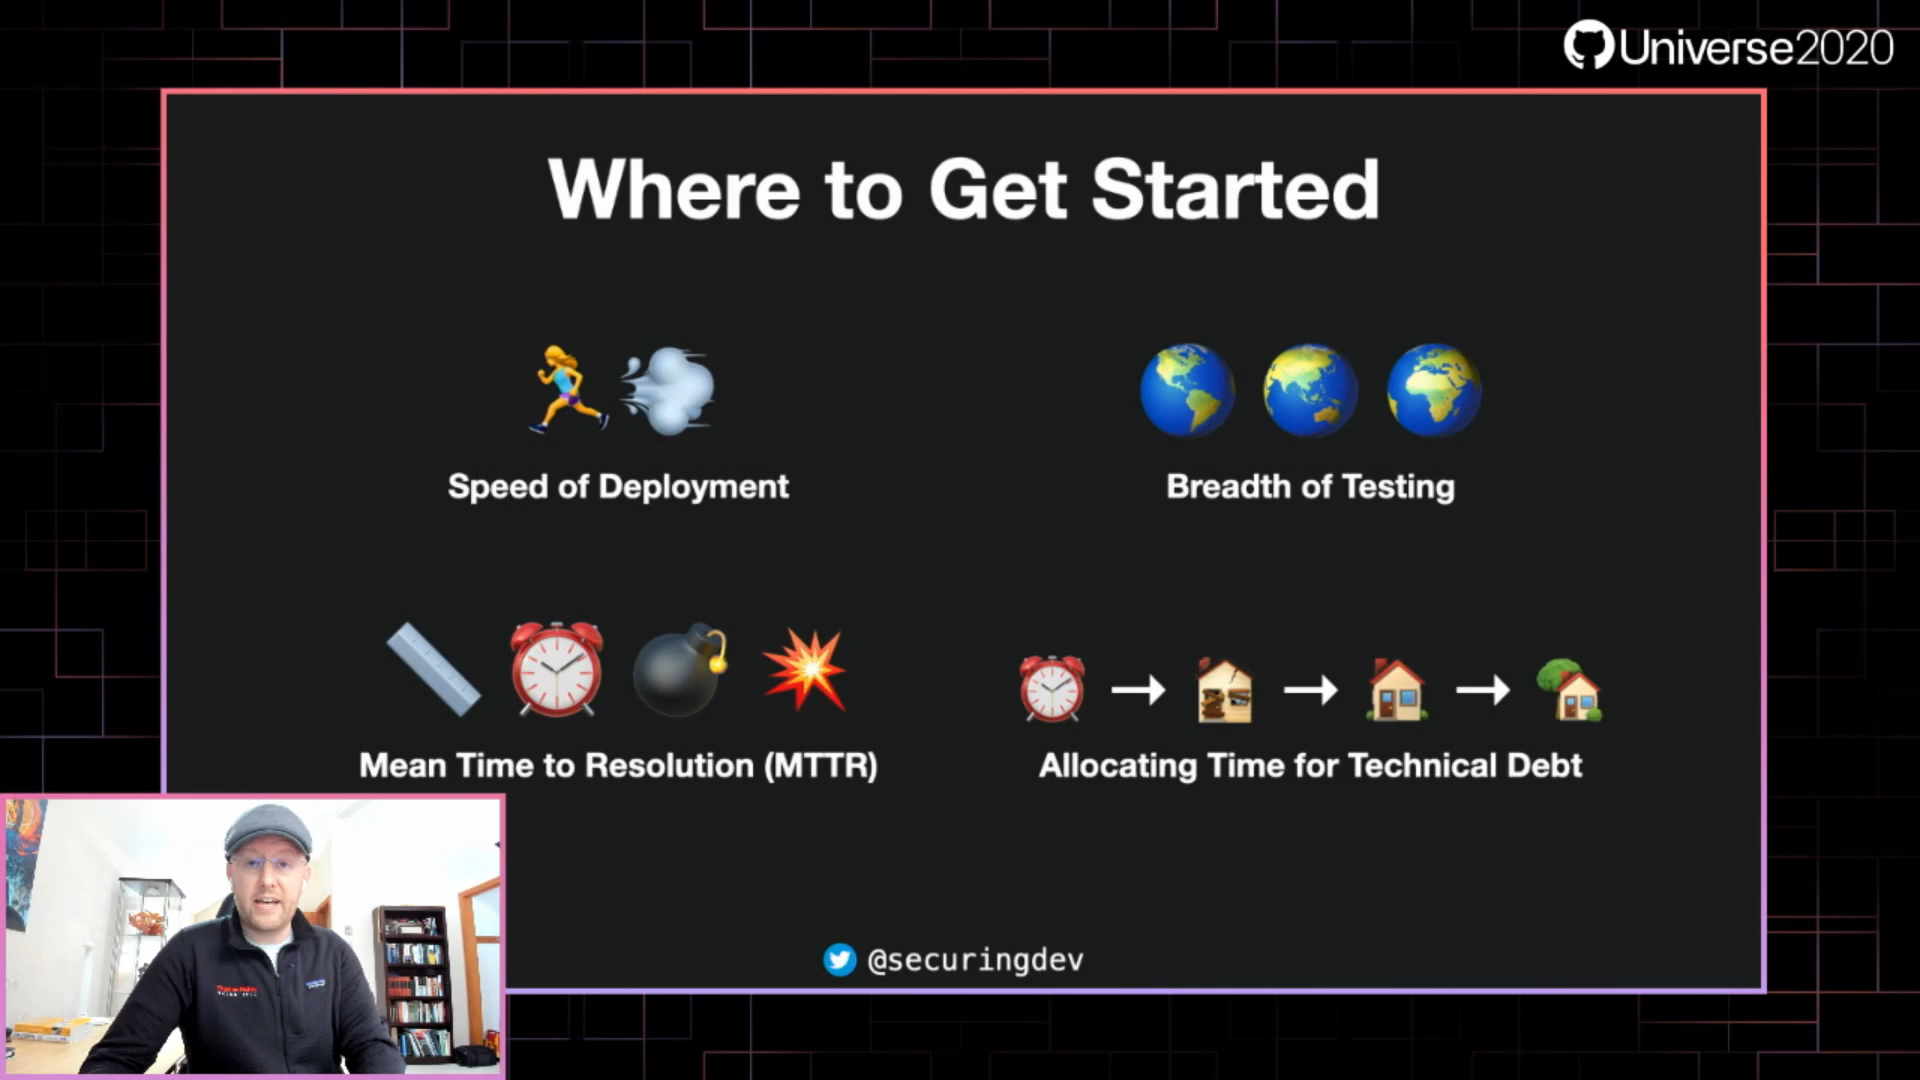 Universe2020
Where to Get Started
Speed of Deployment
Breadth of Testing
Mean Time to Resolution (MTTR)
Allocating Time for Technical Debt
@securingdev